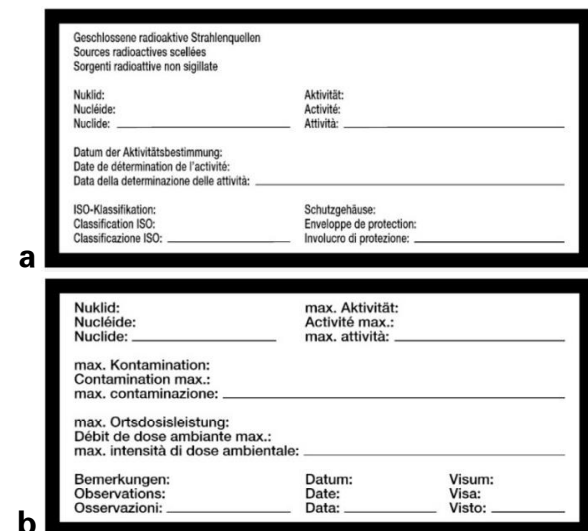 Geschlossene radioaktive Strahlenquellen
Sources radioactives scellées
Sorgenti radioattive non sigillate
Nuklid: Aktivität:
Nucléide: Activité:
Nuclide: Attività:
Datum der Aktivitätsbestimmung:
Date de détermination de l'activité:
Data della determinazione delle attività:
ISO-Klassifikation: Schutzgehäuse:
Classification ISO: Enveloppe de protection:
Classificazione ISO: Involucro di protezione:
a
Nuklid: max. Aktivität:
Nucléide: Activité max.:
Nuclide: max. attività:
max. Kontamination:
Contamination max.:
max. contaminazione:
max. Ortsdosisleistung:
Débit de dose ambiante max.:
max. intensità di dose ambientale:
Bemerkungen: Datum: Visum:
Observations: Date: Visa:
Osservazioni: Data: Visto:
b